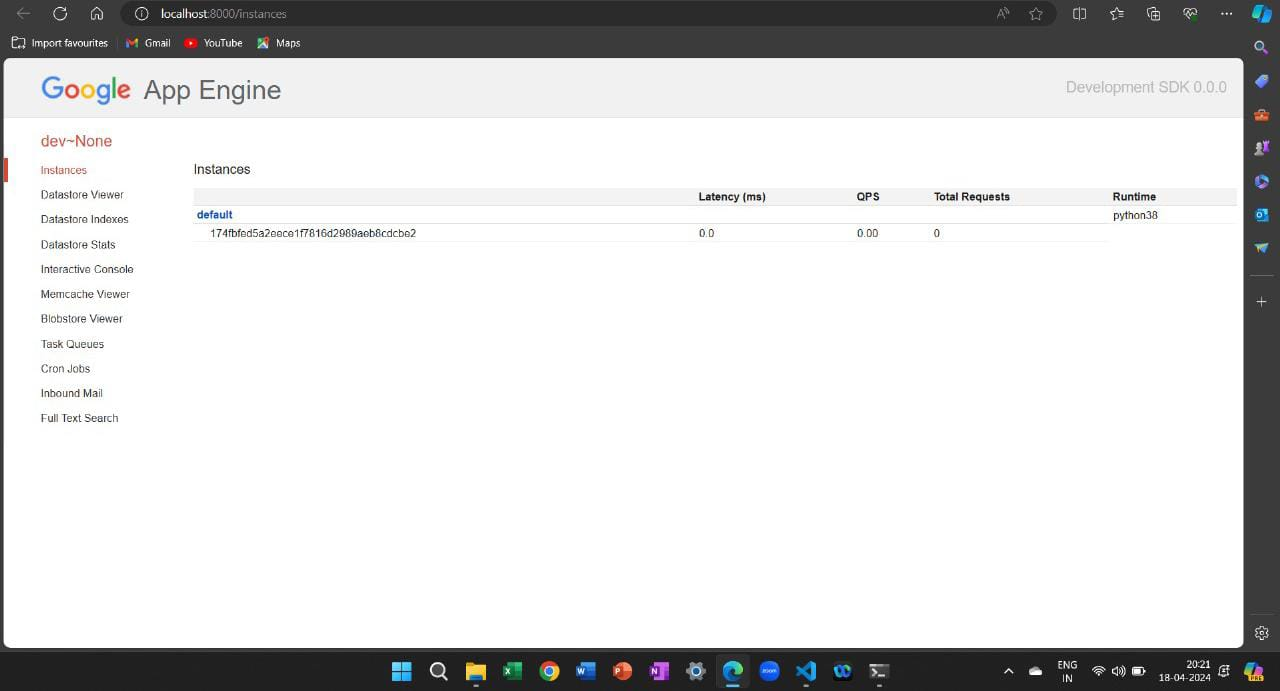 localhost:8000/instances
Import favourites Gmail YouTube Maps
Google App Engine
Development SDK 0.0.0
dev~None
Instances
Datastore Viewer
Datastore Indexes
Datastore Stats
Interactive Console
Memcache Viewer
Blobstore Viewer
Task Queues
Cron Jobs
Inbound Mail
Full Text Search
Instances
Latency (ms) QPS Total Requests Runtime
default python38
174fbfed5a2eece1f7816d2989aeb8cdcbe2 0.0 0.00 0
ENG
IN
20:21
18-04-2024